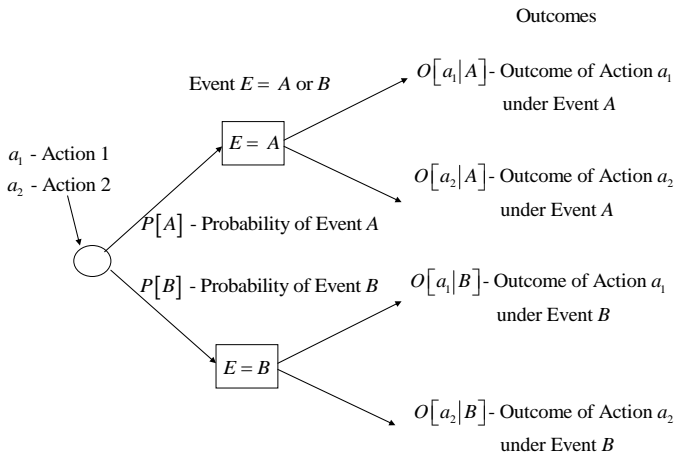 Outcomes
O[a₁|A] - Outcome of Action a₁
under Event A
Event E = A or B
E = A
a₁ - Action 1
a₂ - Action 2
O[a₂|A] - Outcome of Action a₂
under Event A
P[A] - Probability of Event A
P[B] - Probability of Event B
O[a₁|B] - Outcome of Action a₁
under Event B
E = B
O[a₂|B] - Outcome of Action a₂
under Event B